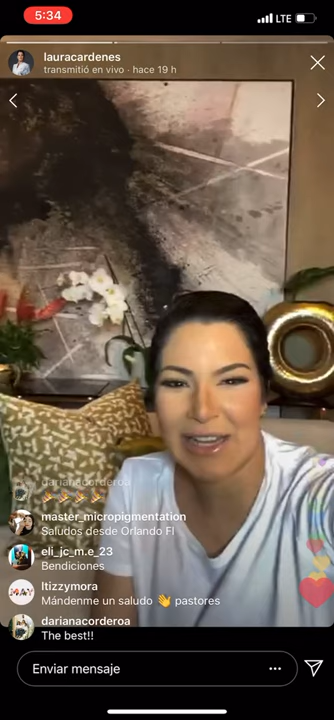 5:34
LTE
lauracardenes
transmitió en vivo · hace 19 h
darianacorderoa
master_micropigmentation
Saludos desde Orlando Fl
eli_jc_m.e_23
Bendiciones
ltizzymora
Mándenme un saludo 👋 pastores
darianacorderoa
The best!!
Enviar mensaje